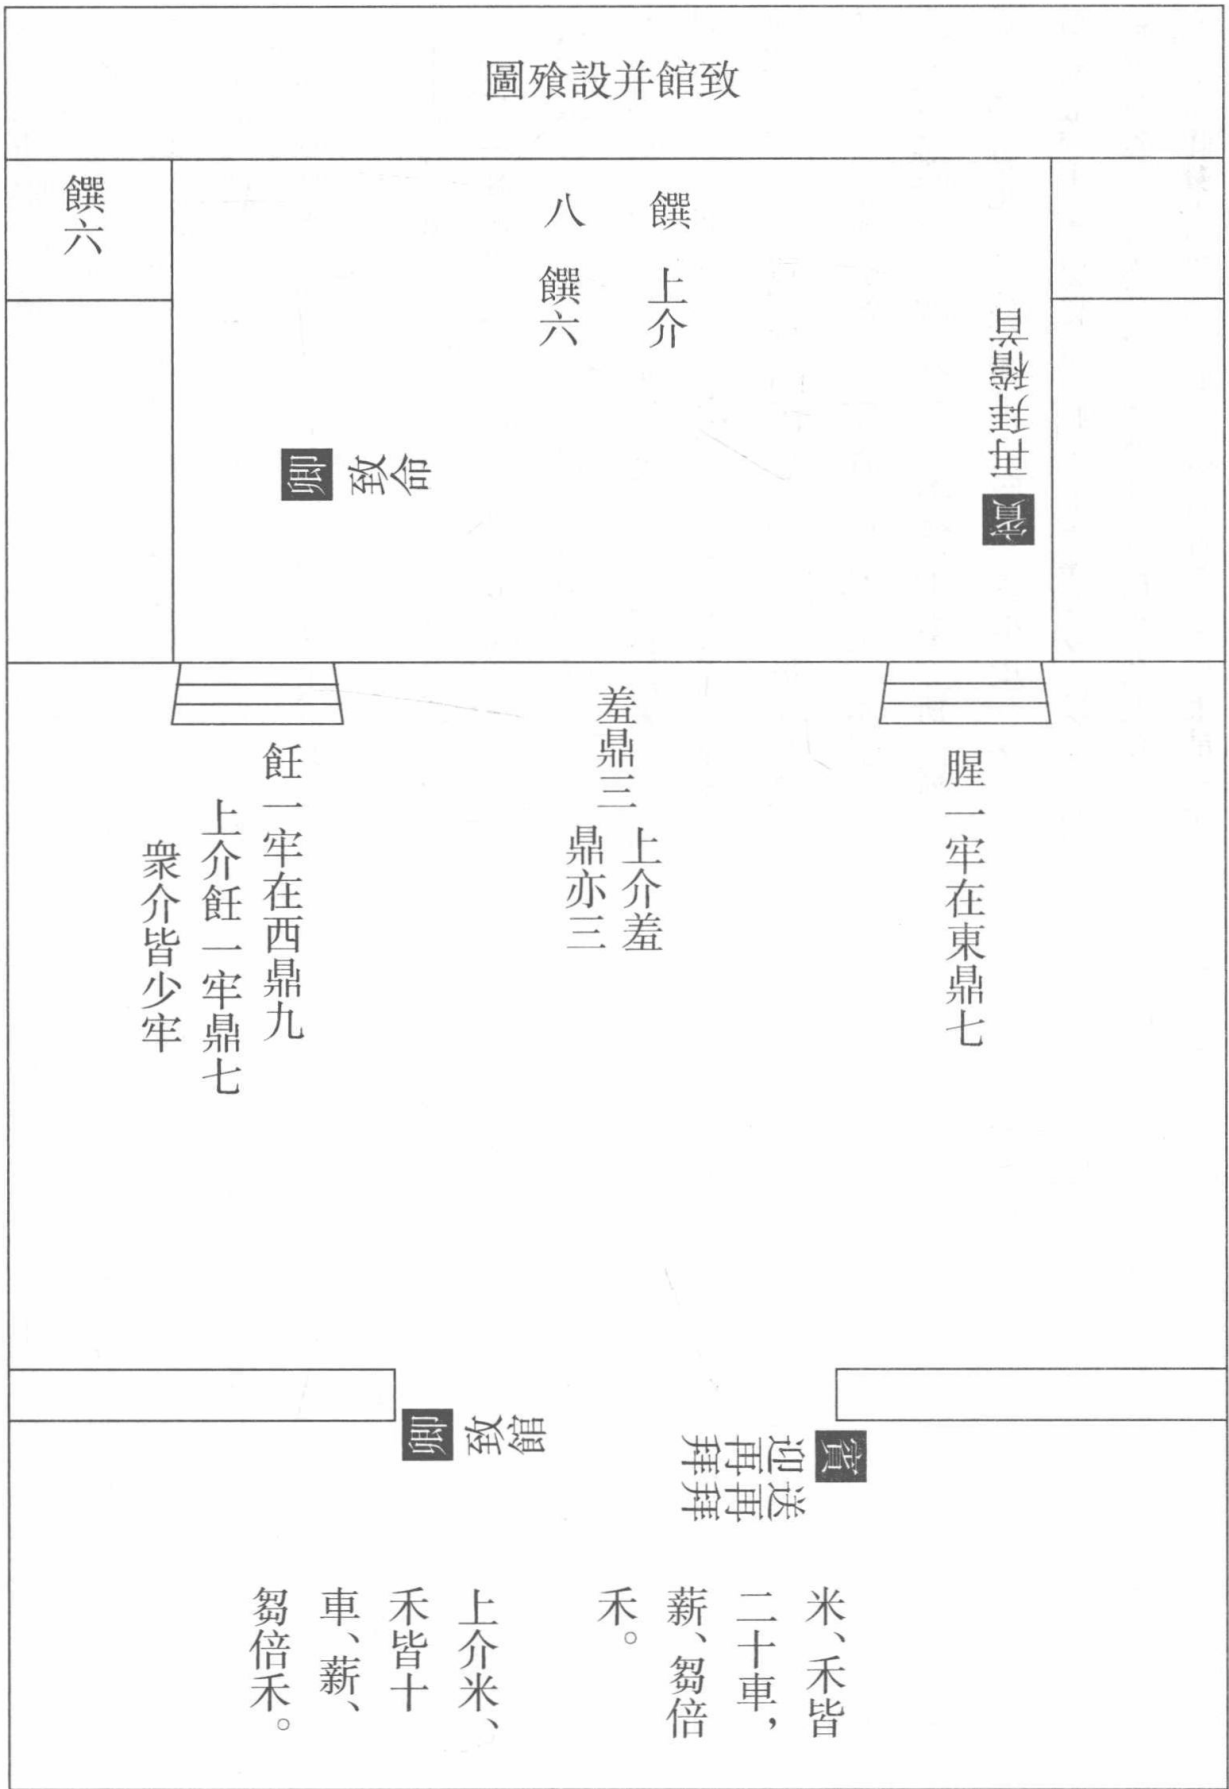 致館并設飱圖
饌八
上介
饌六
饌六
賓再拜稽首
卿致命
腥一牢在東鼎七
羞鼎三
上介羞
鼎亦三
飪一牢在西鼎九
上介飪一牢鼎七
衆介皆少牢
賓
迎再拜
送再拜
卿致館
米、禾皆
二十車，
薪、芻倍
禾。
上介米、
禾皆十
車、薪、
芻倍禾。